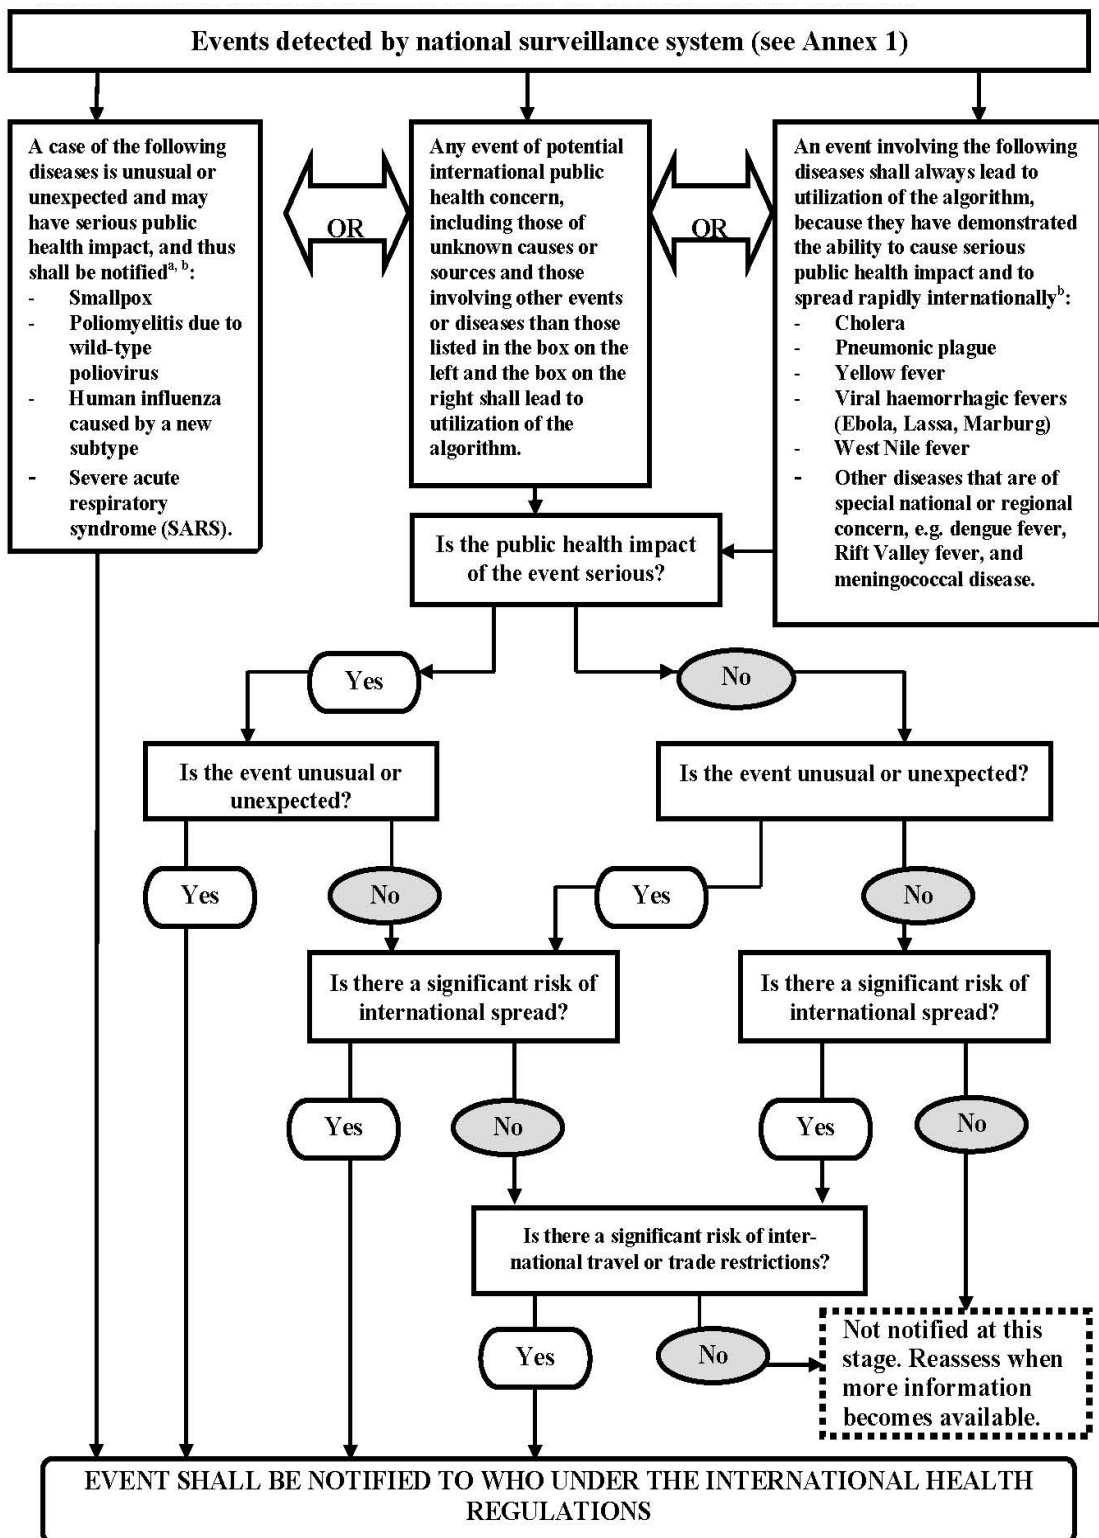 Events detected by national surveillance system (see Annex 1)
A case of the following
diseases is unusual or
unexpected and may
have serious public
health impact, and thus
shall be notifiedᵃ, ᵇ:
- Smallpox
- Poliomyelitis due to
wild-type
poliovirus
- Human influenza
caused by a new
subtype
- Severe acute
respiratory
syndrome (SARS).
OR
Any event of potential
international public
health concern,
including those of
unknown causes or
sources and those
involving other events
or diseases than those
listed in the box on the
left and the box on the
right shall lead to
utilization of the
algorithm.
OR
An event involving the following
diseases shall always lead to
utilization of the algorithm,
because they have demonstrated
the ability to cause serious
public health impact and to
spread rapidly internationallyᵇ:
- Cholera
- Pneumonic plague
- Yellow fever
- Viral haemorrhagic fevers
(Ebola, Lassa, Marburg)
- West Nile fever
- Other diseases that are of
special national or regional
concern, e.g. dengue fever,
Rift Valley fever, and
meningococcal disease.
Is the public health impact
of the event serious?
Yes
No
Is the event unusual or
unexpected?
Is the event unusual or unexpected?
Yes
No
Yes
No
Is there a significant risk of
international spread?
Is there a significant risk of
international spread?
Yes
No
Yes
No
Is there a significant risk of inter-
national travel or trade restrictions?
Yes
No
Not notified at this
stage. Reassess when
more information
becomes available.
EVENT SHALL BE NOTIFIED TO WHO UNDER THE INTERNATIONAL HEALTH
REGULATIONS